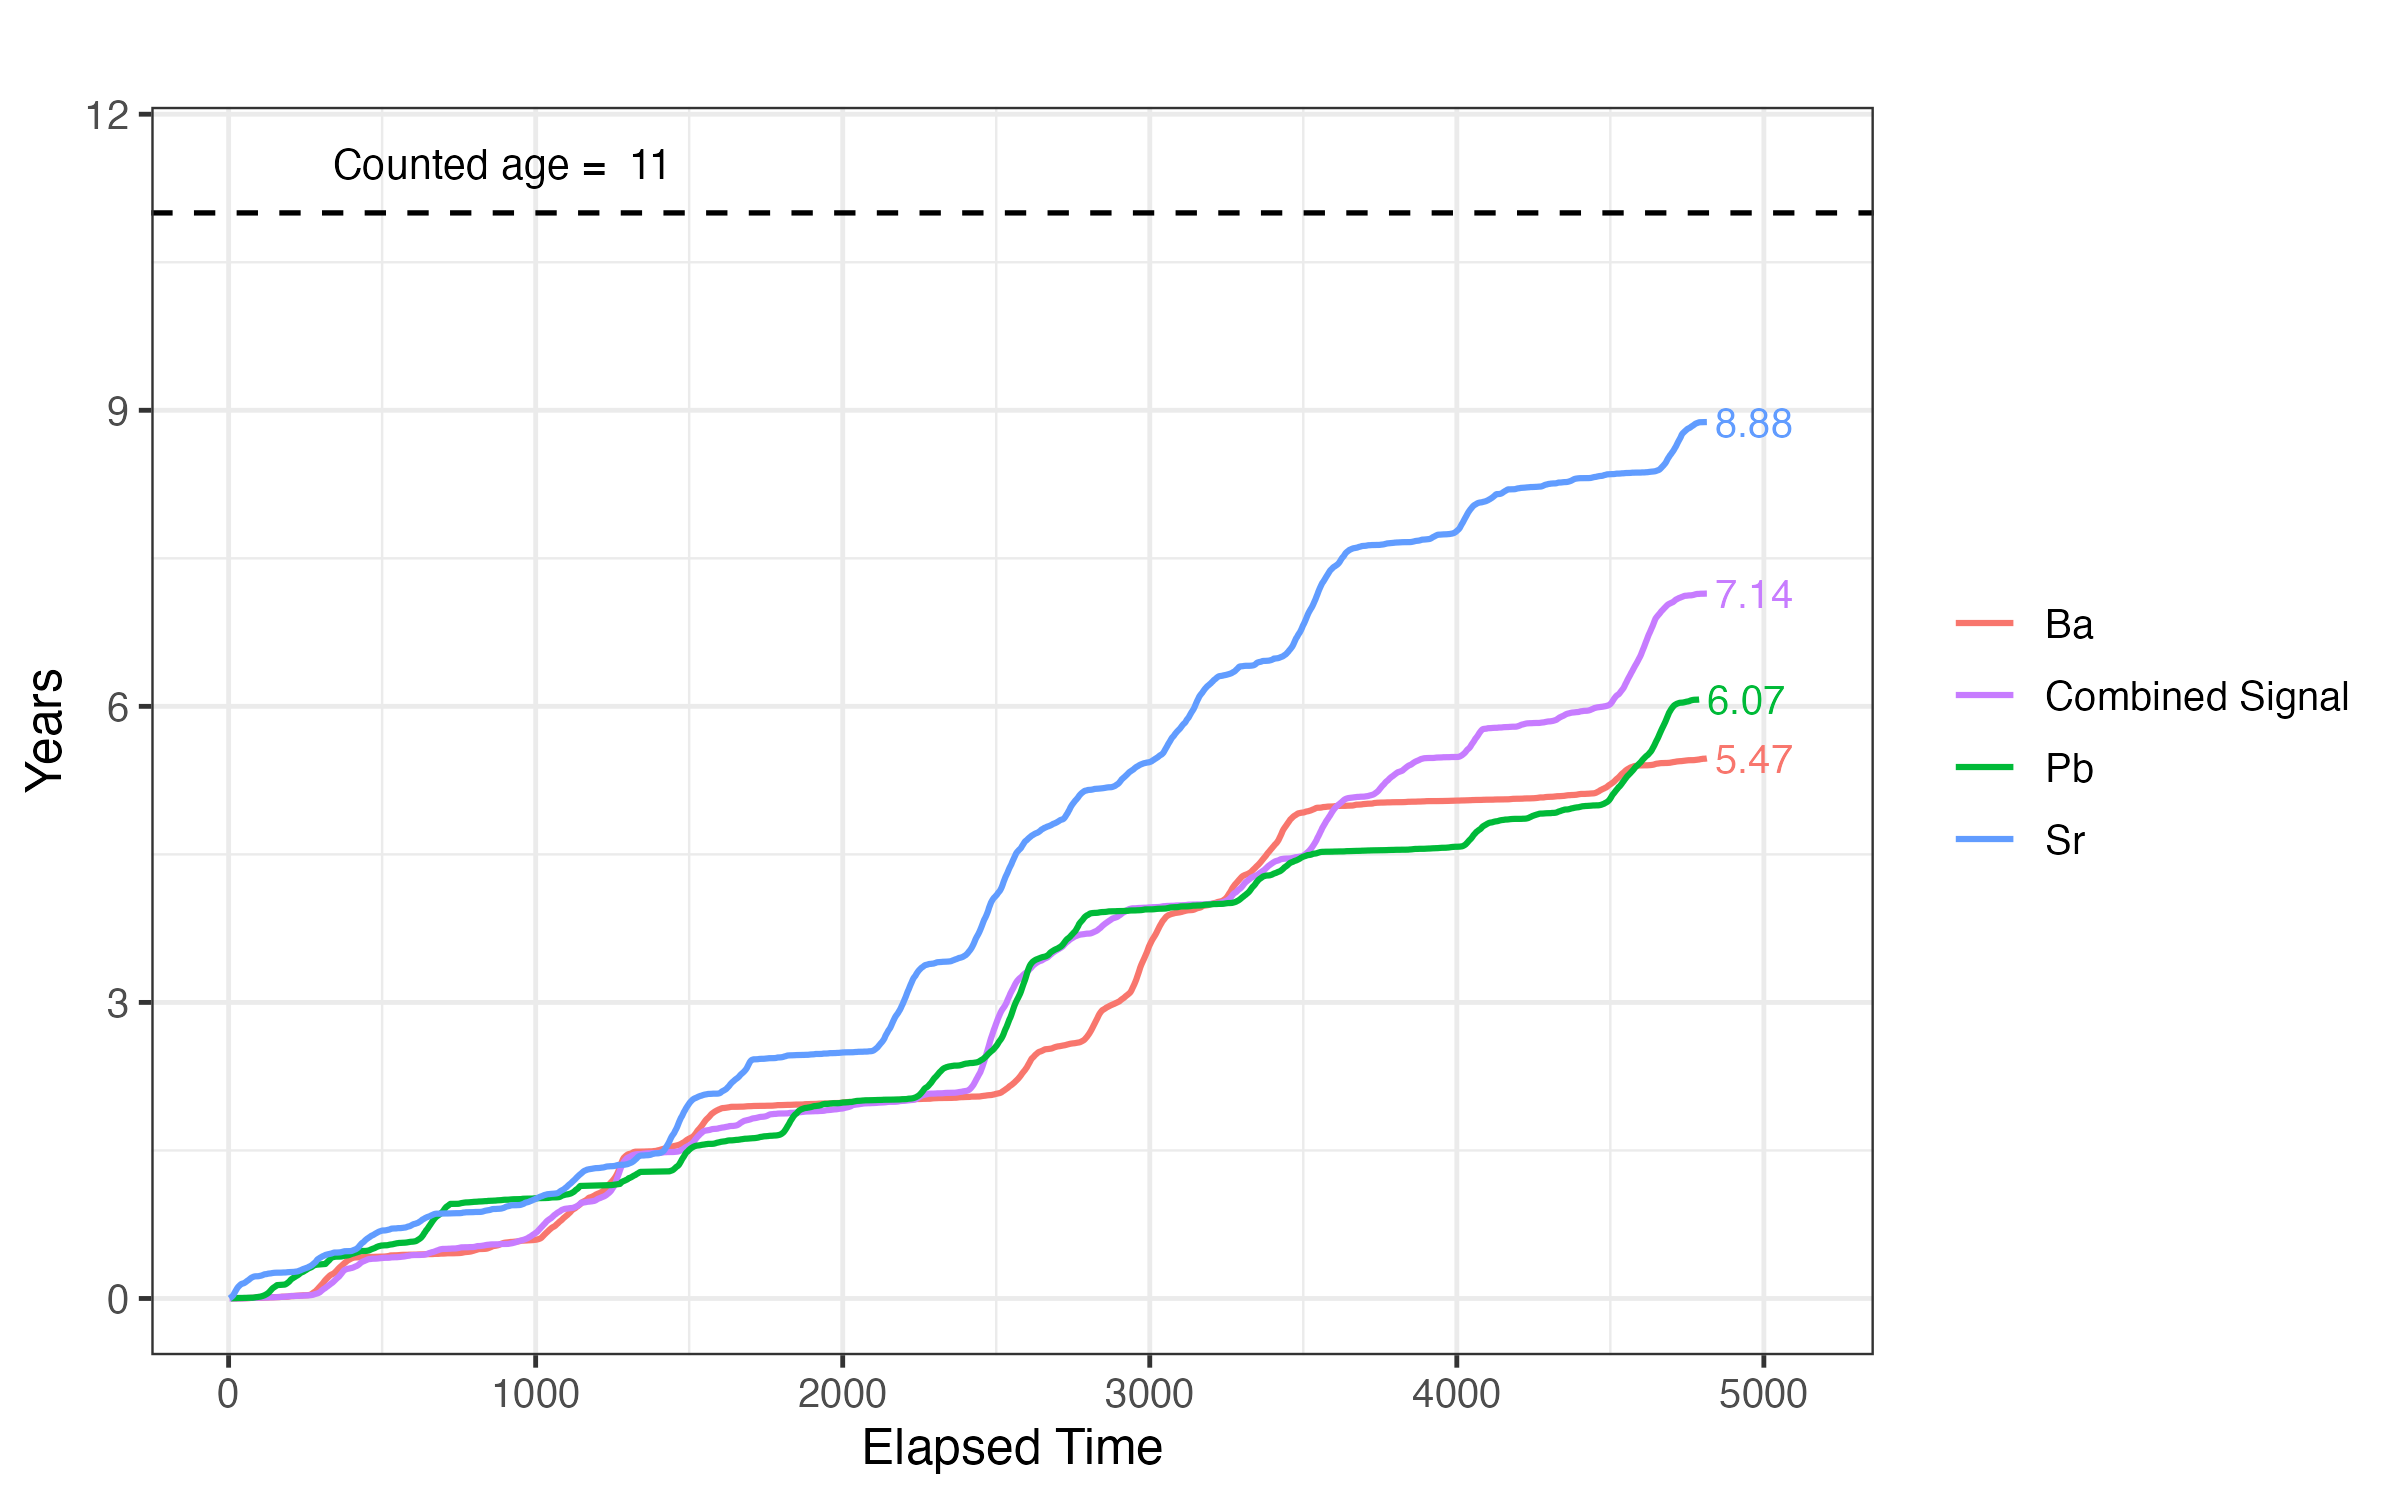 12
Counted age = 11
9
8.88
7.14
6
6.07
5.47
3
0
Years
0 1000 2000 3000 4000 5000
Elapsed Time
Ba
Combined Signal
Pb
Sr